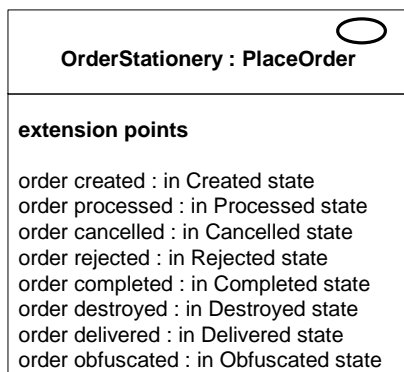 OrderStationery : PlaceOrder
extension points
order created : in Created state
order processed : in Processed state
order cancelled : in Cancelled state
order rejected : in Rejected state
order completed : in Completed state
order destroyed : in Destroyed state
order delivered : in Delivered state
order obfuscated : in Obfuscated state